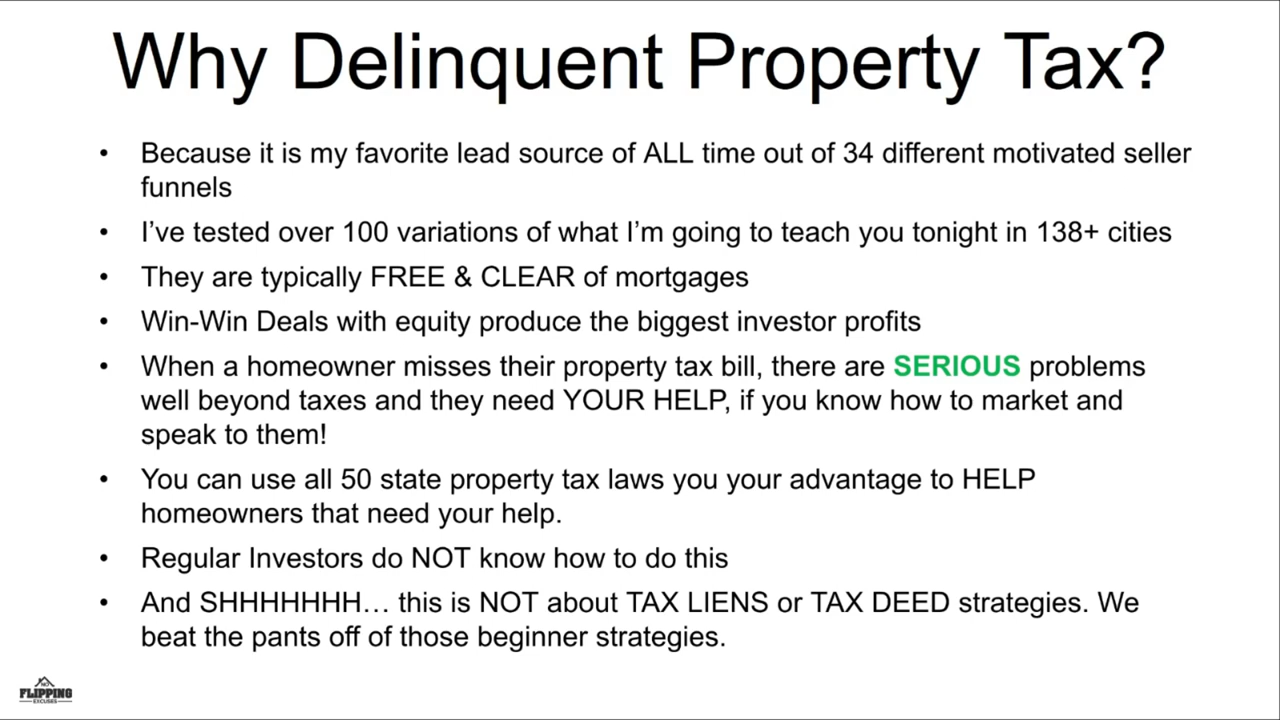 Why Delinquent Property Tax?
• Because it is my favorite lead source of ALL time out of 34 different motivated seller
funnels
• I’ve tested over 100 variations of what I’m going to teach you tonight in 138+ cities
• They are typically FREE & CLEAR of mortgages
• Win-Win Deals with equity produce the biggest investor profits
• When a homeowner misses their property tax bill, there are SERIOUS problems
well beyond taxes and they need YOUR HELP, if you know how to market and
speak to them!
• You can use all 50 state property tax laws you your advantage to HELP
homeowners that need your help.
• Regular Investors do NOT know how to do this
• And SHHHHHHH… this is NOT about TAX LIENS or TAX DEED strategies. We
beat the pants off of those beginner strategies.
NO
FLIPPING
EXCUSES